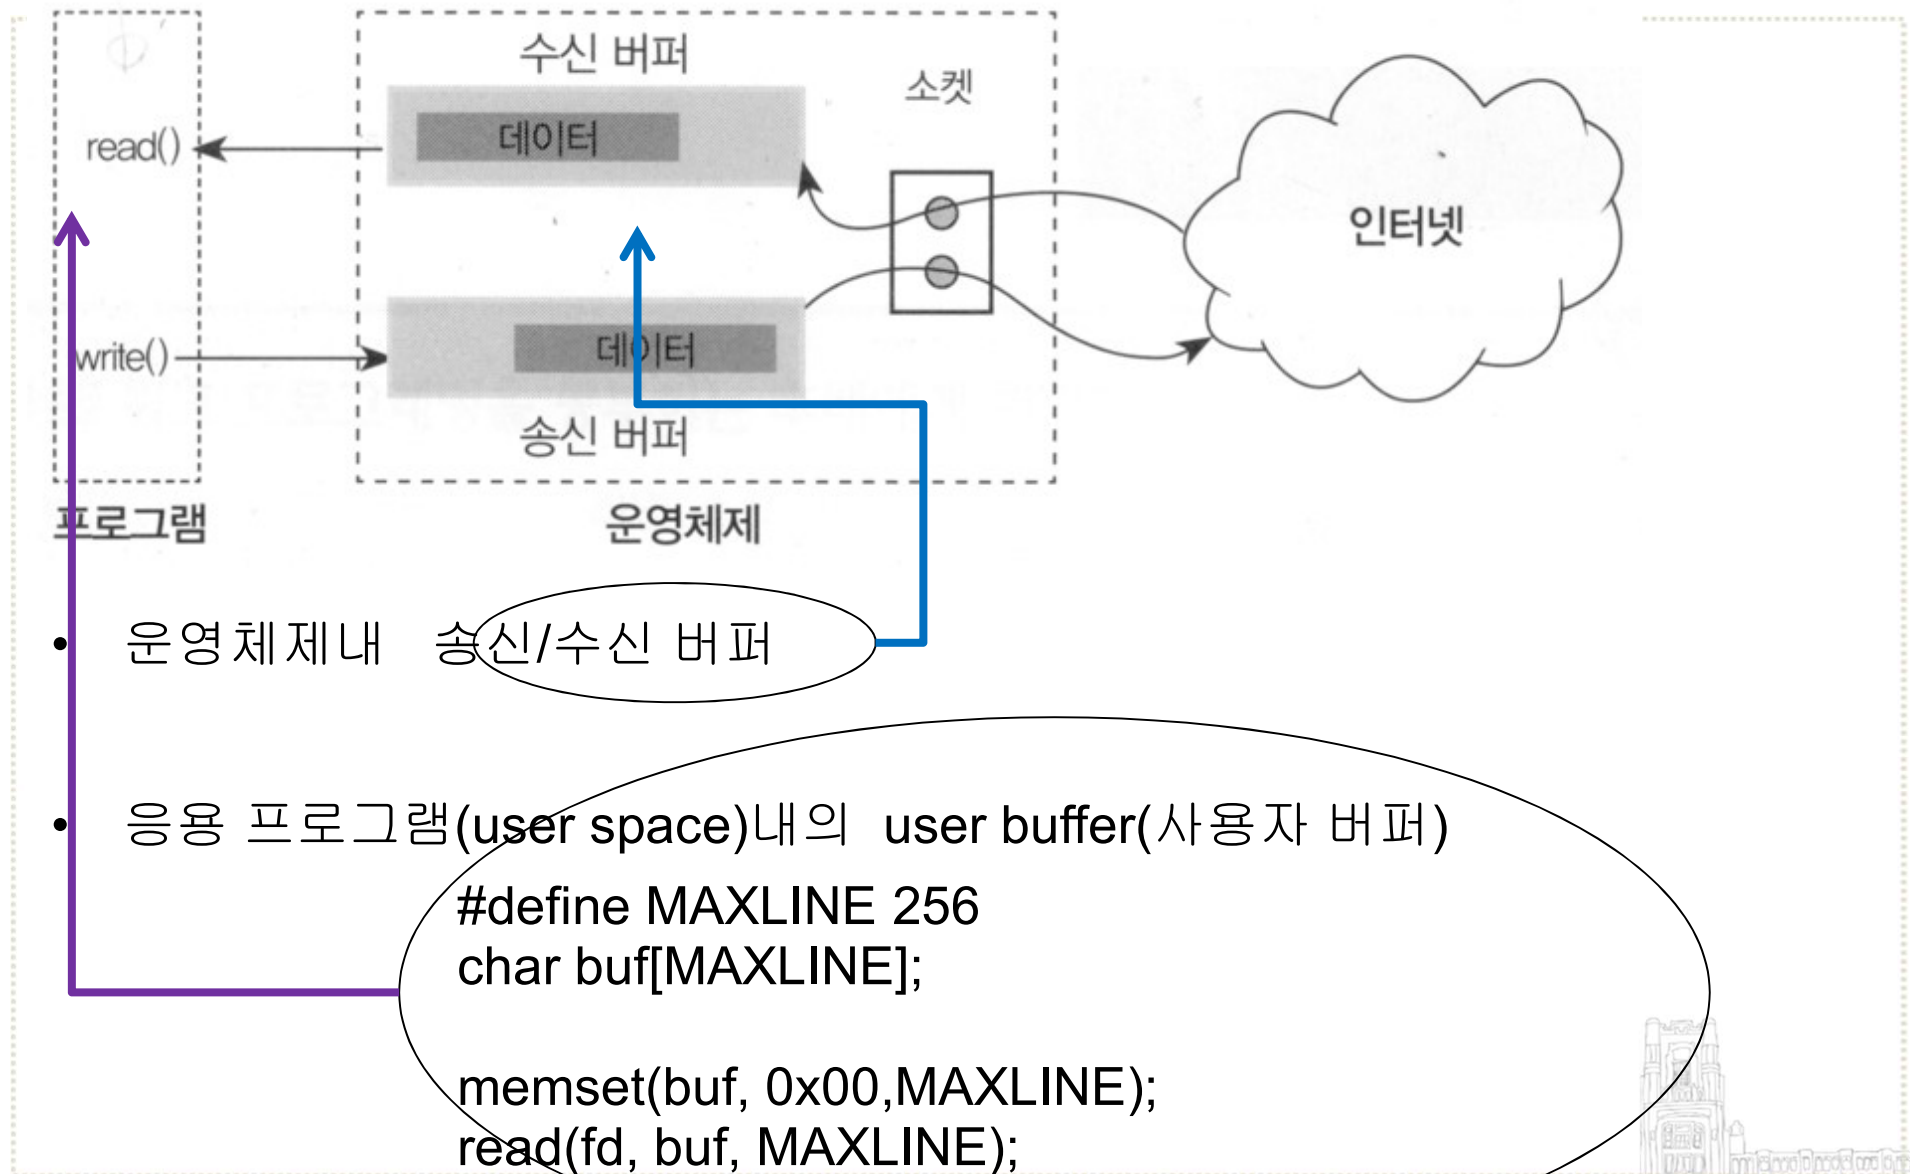 수신 버퍼
소켓
데이터
read()
인터넷
write()
데이터
송신 버퍼
프로그램
운영체제
• 운영체제내 송신/수신 버퍼
• 응용 프로그램(user space)내의 user buffer(사용자 버퍼)
#define MAXLINE 256
char buf[MAXLINE];
memset(buf, 0x00,MAXLINE);
read(fd, buf, MAXLINE);